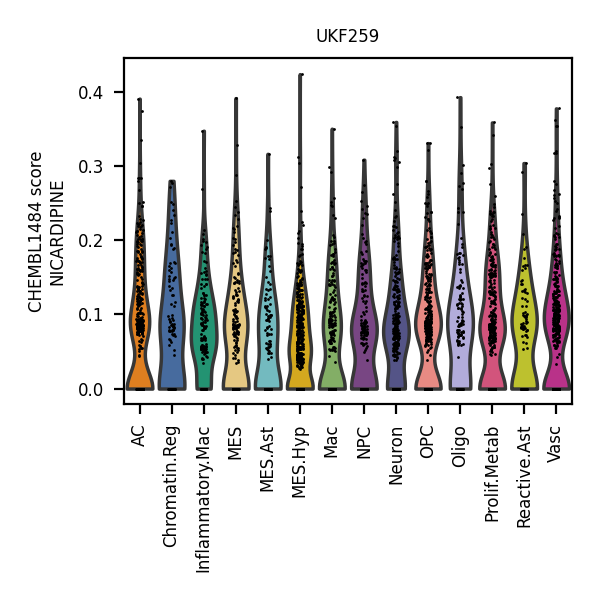 UKF259
CHEMBL1484 score
NICARDIPINE
0.4
0.3
0.2
0.1
0.0
AC
Chromatin.Reg
Inflammatory.Mac
MES
MES.Ast
MES.Hyp
Mac
NPC
Neuron
OPC
Oligo
Prolif.Metab
Reactive.Ast
Vasc